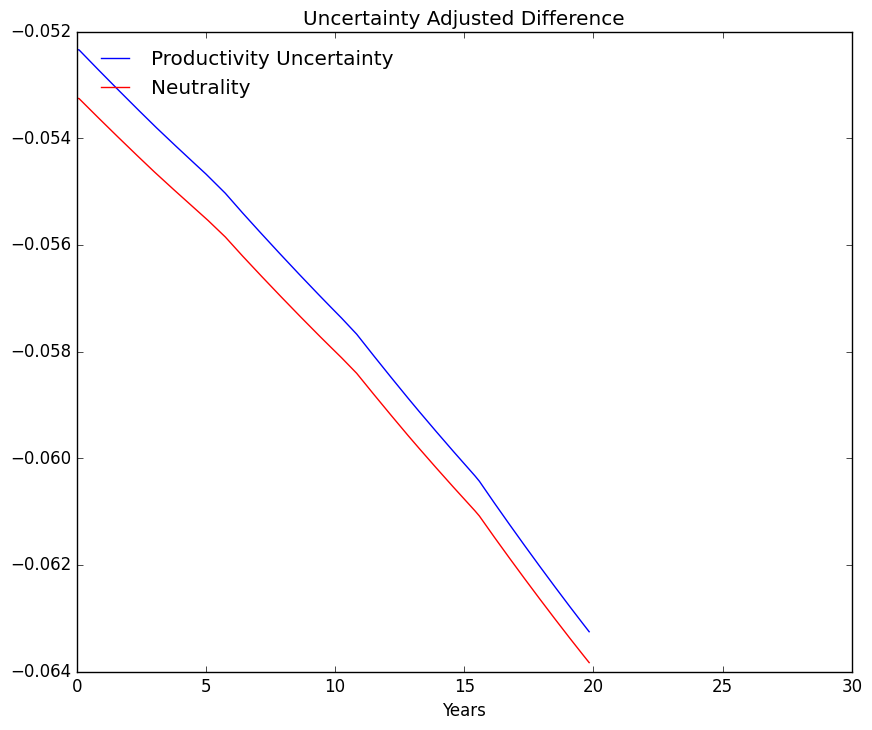 Uncertainty Adjusted Difference
Productivity Uncertainty
Neutrality
−0.052
−0.054
−0.056
−0.058
−0.060
−0.062
−0.064
0 5 10 15 20 25 30
Years